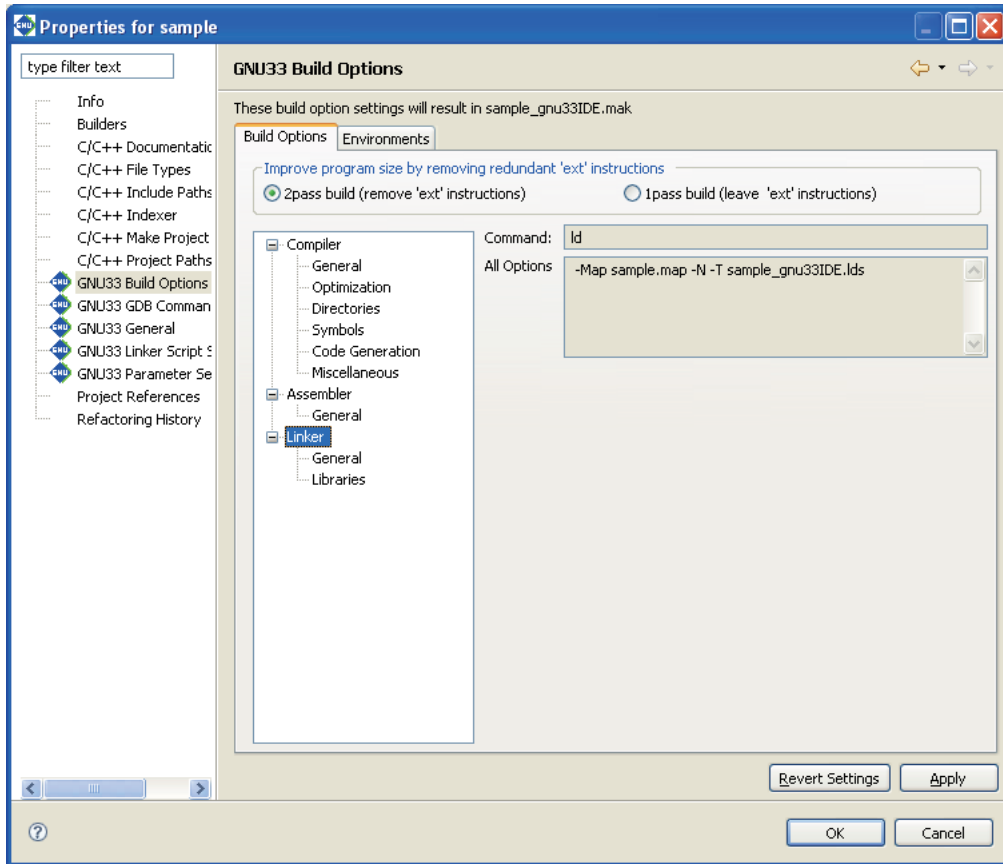 Properties for sample
type filter text
Info
Builders
C/C++ Documentatic
C/C++ File Types
C/C++ Include Paths
C/C++ Indexer
C/C++ Make Project
C/C++ Project Paths
GNU GNU33 Build Options
GNU GNU33 GDB Comman
GNU GNU33 General
GNU GNU33 Linker Script S
GNU GNU33 Parameter Se
Project References
Refactoring History
GNU33 Build Options
These build option settings will result in sample_gnu33IDE.mak
Build Options
Environments
Improve program size by removing redundant 'ext' instructions
2pass build (remove 'ext' instructions)
1pass build (leave 'ext' instructions)
Compiler
General
Optimization
Directories
Symbols
Code Generation
Miscellaneous
Assembler
General
Linker
General
Libraries
Command:
ld
All Options
-Map sample.map -N -T sample_gnu33IDE.lds
Revert Settings
Apply
?
OK
Cancel